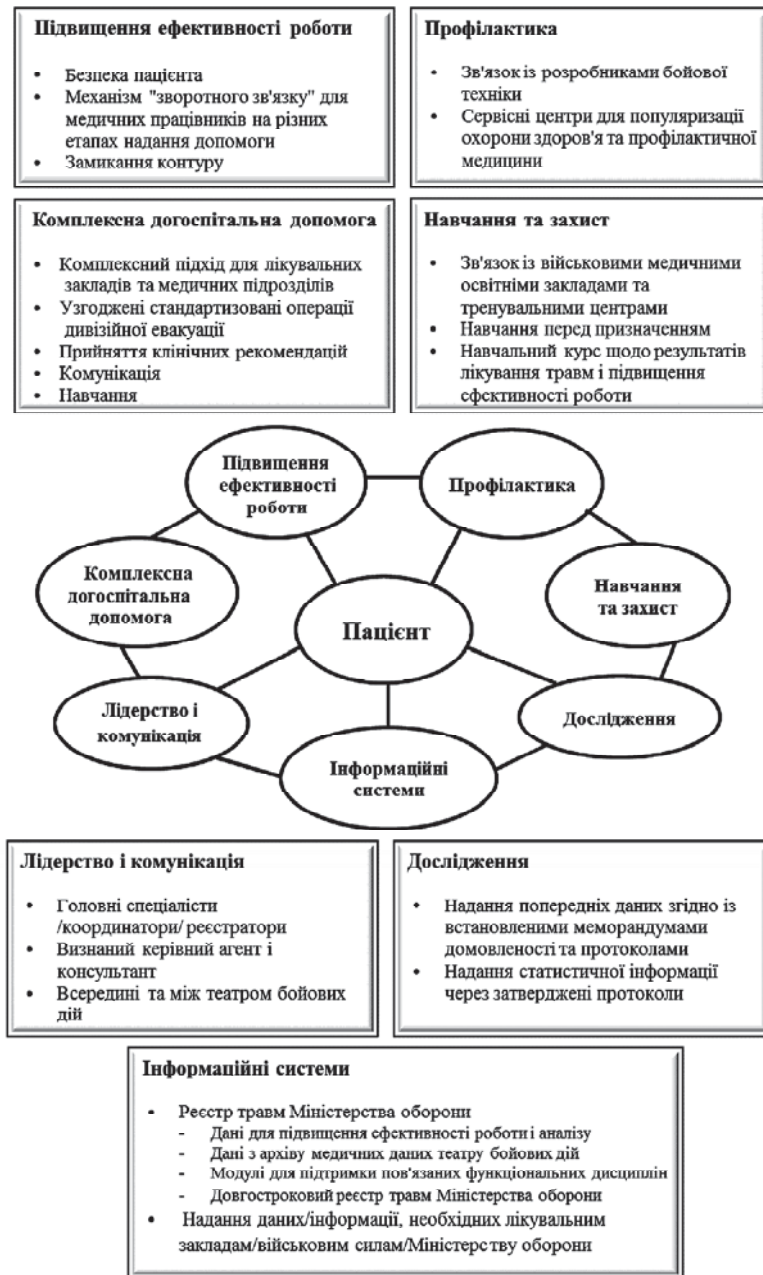 Підвищення ефективності роботи
• Безпека пацієнта
• Механізм "зворотного зв'язку" для
медичних працівників на різних
етапах надання допомоги
• Замикання контуру
Профілактика
• Зв'язок із розробниками бойової
техніки
• Сервісні центри для популяризації
охорони здоров'я та профілактичної
медицини
Комплексна догоспітальна допомога
• Комплексний підхід для лікувальних
закладів та медичних підрозділів
• Узгоджені стандартизовані операції
дивізійної евакуації
• Прийняття клінічних рекомендацій
• Комунікація
• Навчання
Навчання та захист
• Зв'язок із військовими медичними
освітніми закладами та
тренувальними центрами
• Навчання перед призначенням
• Навчальний курс щодо результатів
лікування травм і підвищення
ефективності роботи
Підвищення
ефективності
роботи
Профілактика
Комплексна
догоспітальна
допомога
Навчання
та захист
Пацієнт
Лідерство і
комунікація
Дослідження
Інформаційні
системи
Лідерство і комунікація
• Головні спеціалісти
/координатори/ реєстратори
• Визнаний керівний агент і
консультант
• Всередині та між театром бойових
дій
Дослідження
• Надання попередніх даних згідно із
встановленими меморандумами
домовленості та протоколами
• Надання статистичної інформації
через затверджені протоколи
Інформаційні системи
• Реєстр травм Міністерства оборони
- Дані для підвищення ефективності роботи і аналізу
- Дані з архіву медичних даних театру бойових дій
- Модулі для підтримки пов'язаних функціональних дисциплін
- Довгостроковий реєстр травм Міністерства оборони
• Надання даних/інформації, необхідних лікувальним
закладам/військовим силам/Міністерству оборони